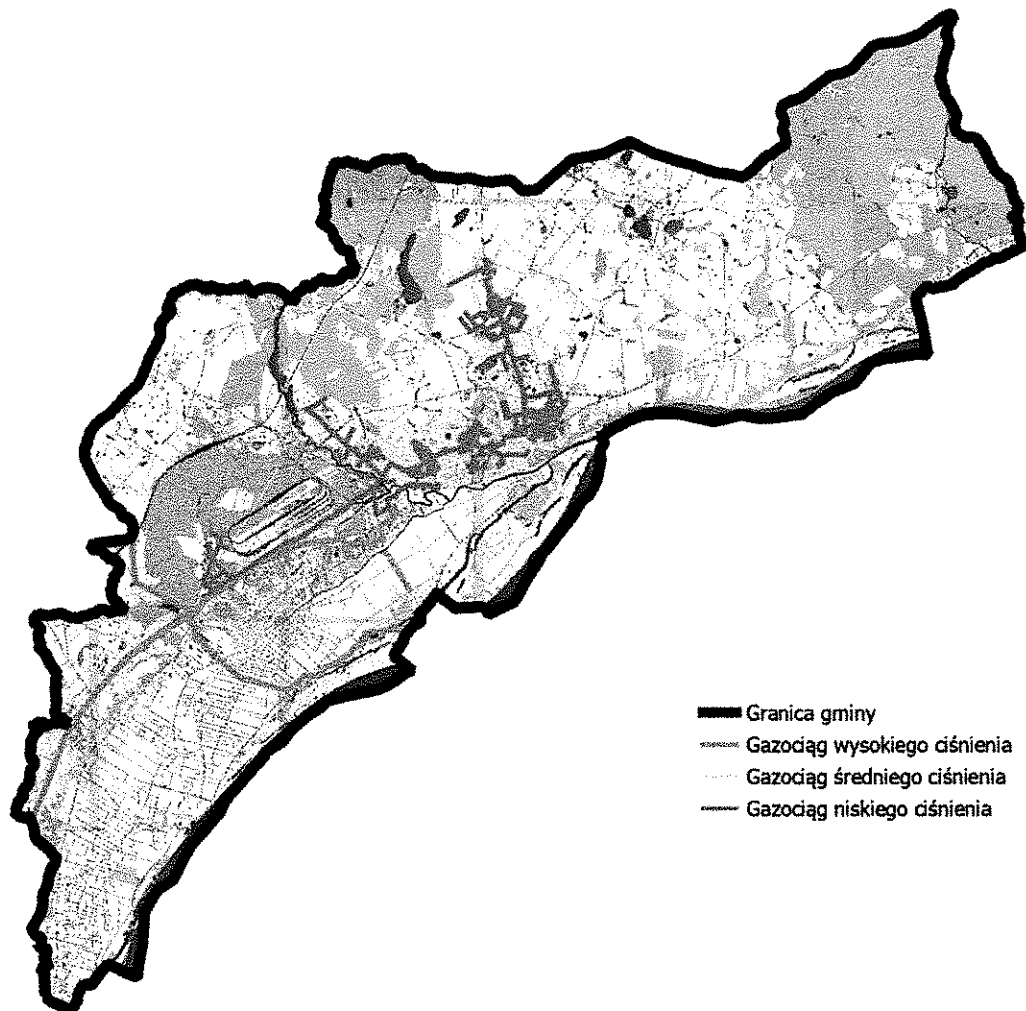 Granica gminy
Gazociąg wysokiego ciśnienia
Gazociąg średniego ciśnienia
Gazociąg niskiego ciśnienia